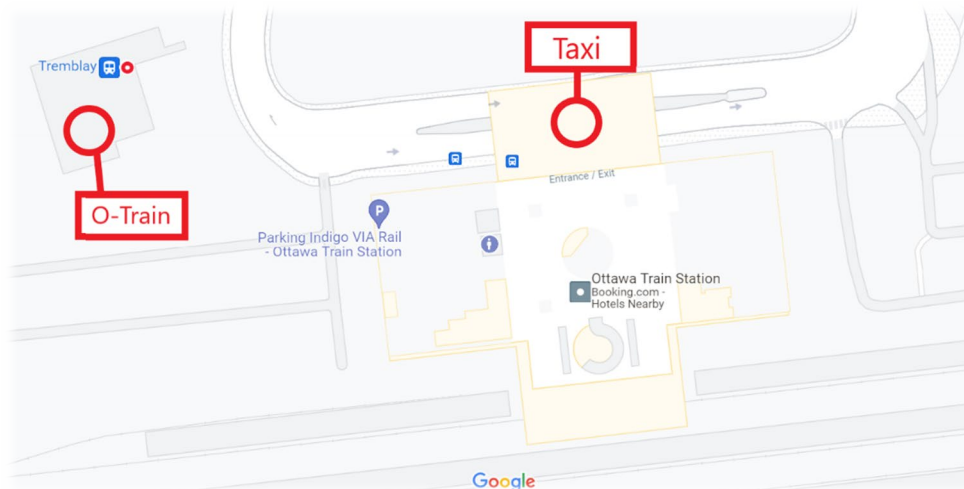 Taxi
Tremblay
O-Train
Entrance / Exit
P
Parking Indigo VIA Rail
- Ottawa Train Station
Ottawa Train Station
Booking.com -
Hotels Nearby
Google